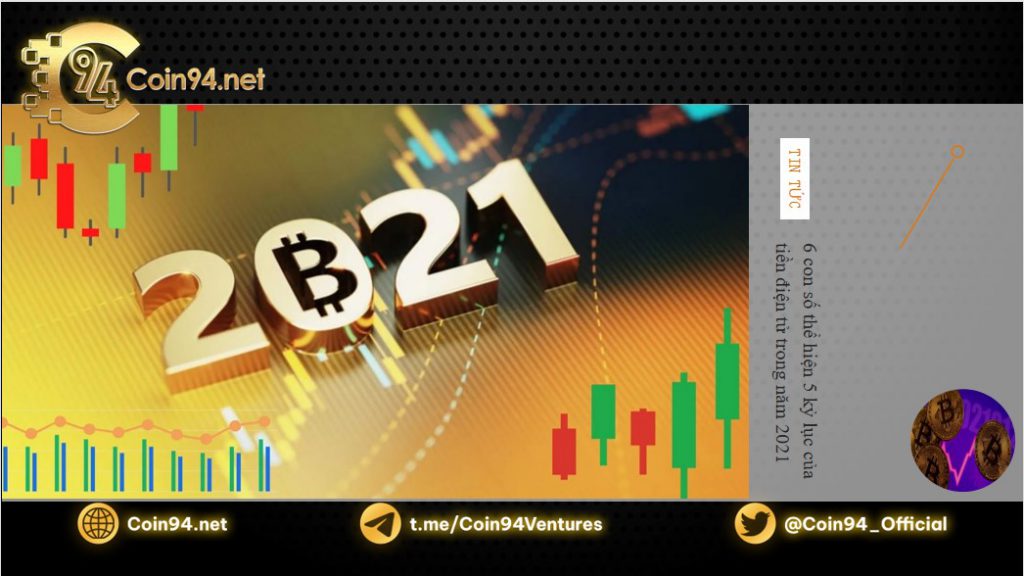 94
Coin94.net
2021
TIN TỨC
6 con số thể hiện 5 kỷ lục của
tiền điện tử trong năm 2021
Coin94.net
t.me/Coin94Ventures
@Coin94_Official